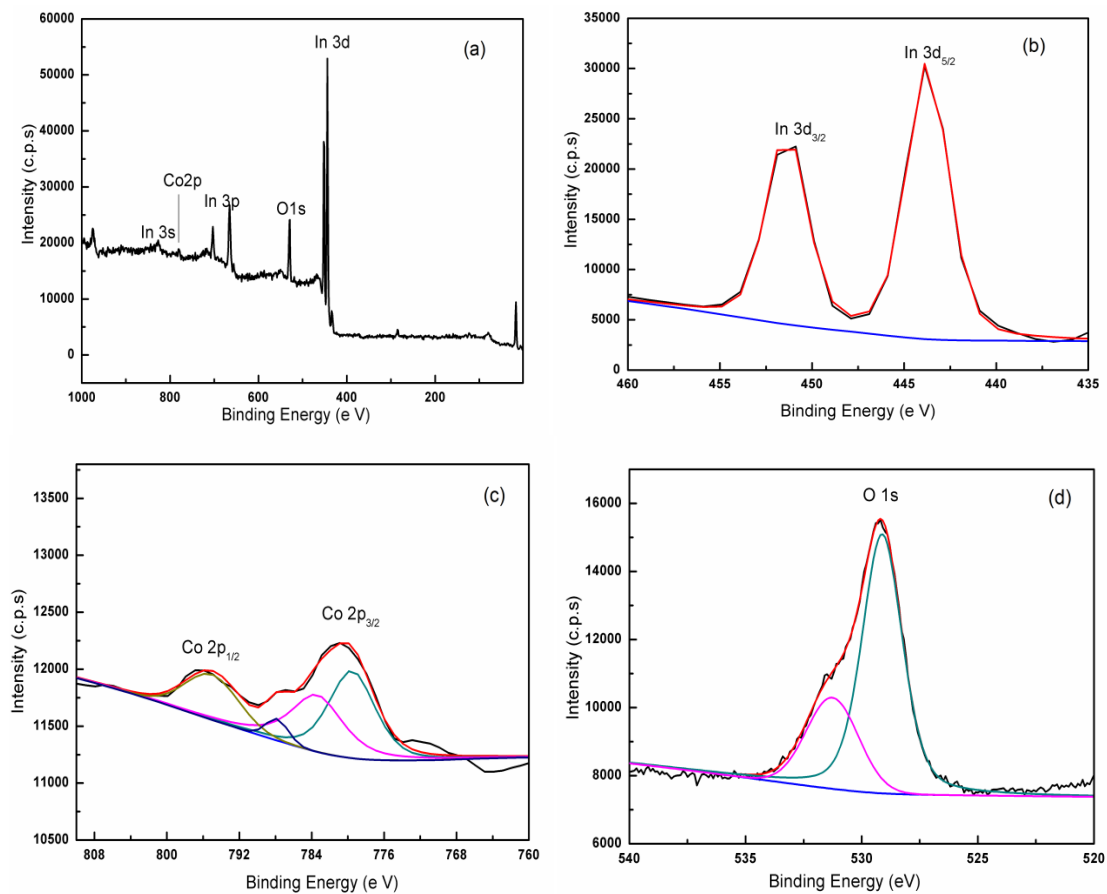 (a)
In 3d
Co2p
In 3s
In 3p
O1s
60000
50000
40000
30000
20000
10000
0
Intensity (c.p.s)
1000 800 600 400 200
Binding Energy (e V)
(b)
In 3d5/2
In 3d3/2
35000
30000
25000
20000
15000
10000
5000
0
Intensity (c.p.s)
460 455 450 445 440 435
Binding Energy (e V)
(c)
Co 2p3/2
Co 2p1/2
13500
13000
12500
12000
11500
11000
10500
Intensity (c.p.s)
808 800 792 784 776 768 760
Binding Energy (e V)
(d)
O 1s
16000
14000
12000
10000
8000
6000
Intensity (c.p.s)
540 535 530 525 520
Binding Energy (eV)